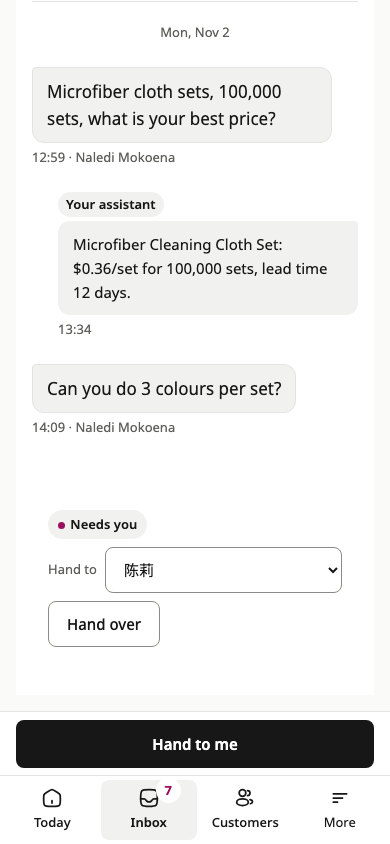 Mon, Nov 2
Microfiber cloth sets, 100,000
sets, what is your best price?
12:59 · Naledi Mokoena
Your assistant
Microfiber Cleaning Cloth Set:
$0.36/set for 100,000 sets, lead time
12 days.
13:34
Can you do 3 colours per set?
14:09 · Naledi Mokoena
Needs you
Hand to
陈莉
Hand over
Hand to me
7
Today
Inbox
Customers
More